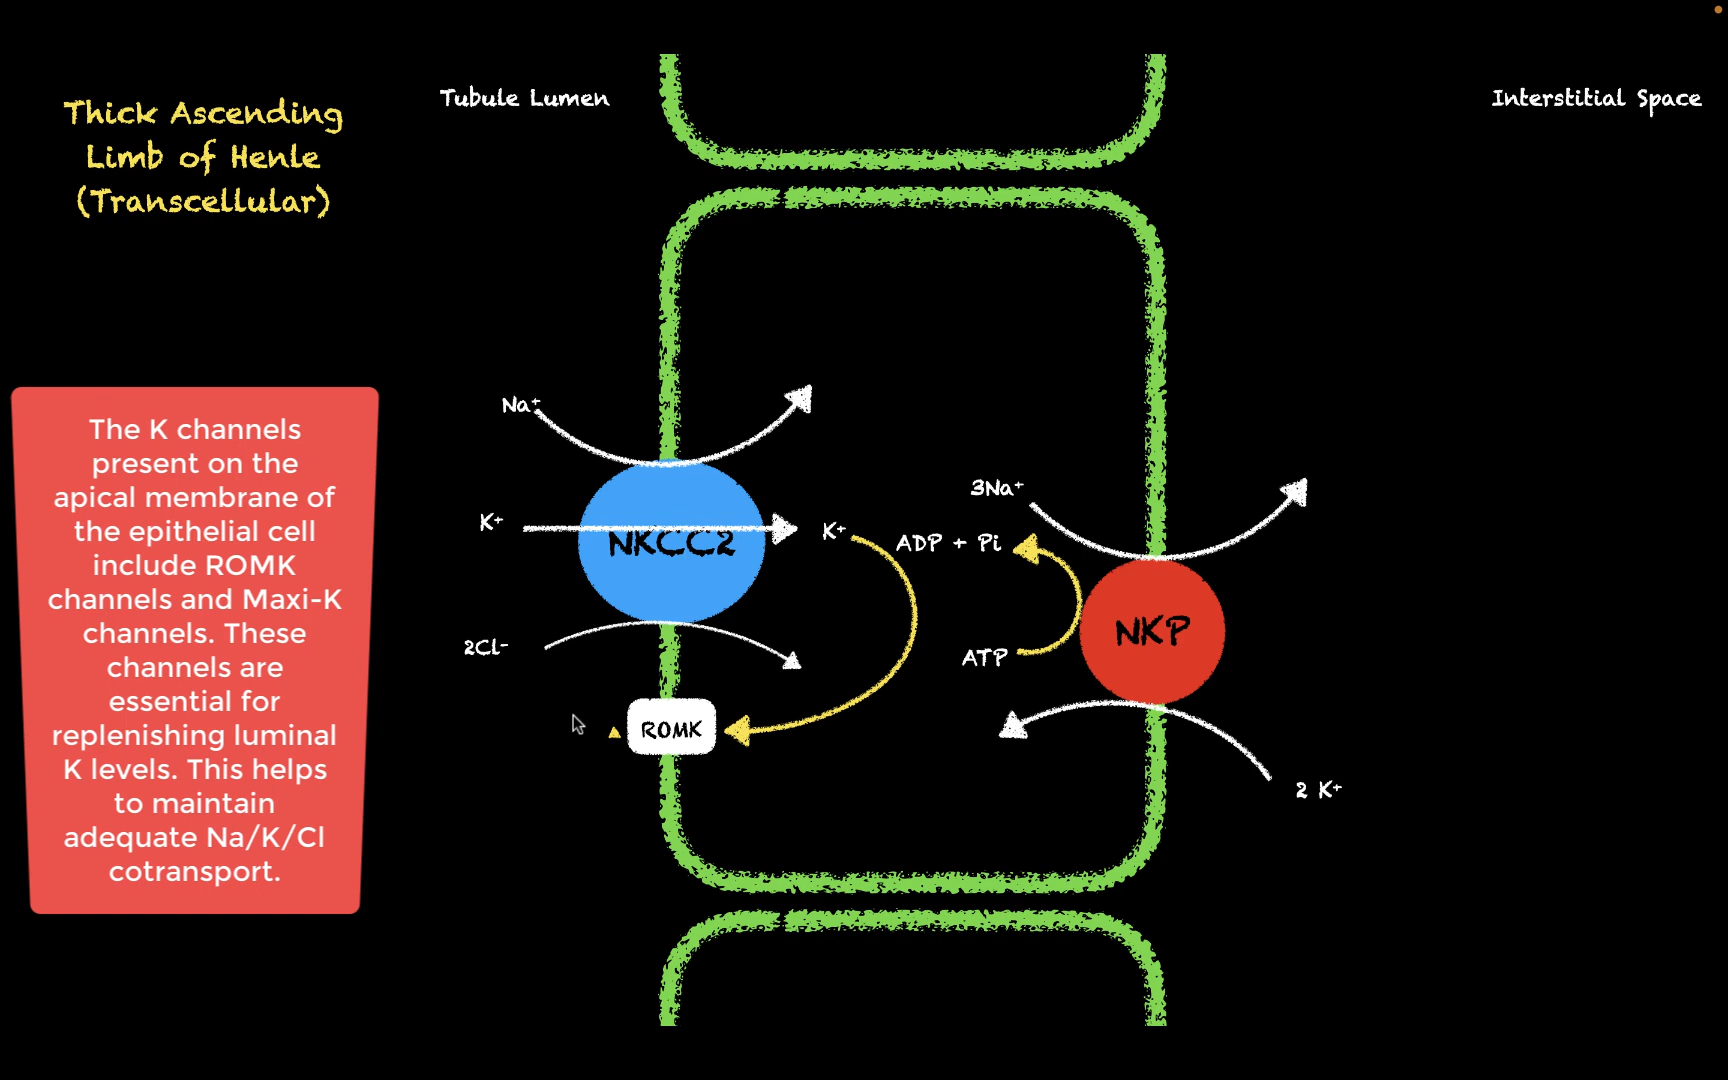 Thick Ascending
Limb of Henle
(Transcellular)
Tubule Lumen
Interstitial Space
The K channels
present on the
apical membrane of
the epithelial cell
include ROMK
channels and Maxi-K
channels. These
channels are
essential for
replenishing luminal
K levels. This helps
to maintain
adequate Na/K/Cl
cotransport.
Na⁺
K⁺
NKCC2
K⁺
2Cl⁻
ROMK
3Na⁺
ADP + Pi
ATP
NKP
2 K⁺